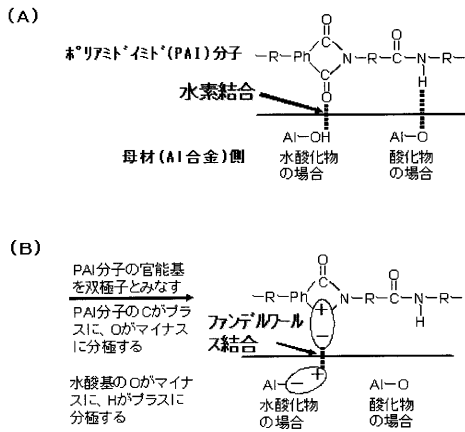 (A)
ポリアミドイミド(PAI)分子
O
C
-R-Ph N-R-C-N-R-
O H
C
O
水素結合
Al-OH Al-O
母材(Al合金)側
水酸化物
の場合
酸化物
の場合
(B)
PAI分子の官能基
を双極子とみなす
PAI分子のCがプラ
スに、Oがマイナス
に分極する
水酸基のOがマイナ
スに、Hがプラスに
分極する
O
C
-R-Ph N-R-C-N-R-
O H
+
−
ファンデルワール
ス結合
Al − + Al-O
水酸化物
の場合
酸化物
の場合